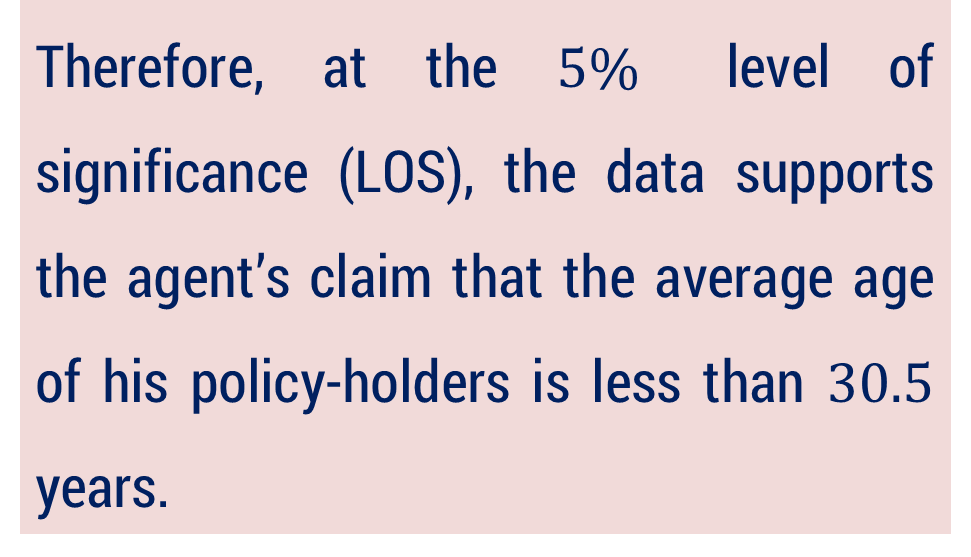 Therefore, at the 5% level of
significance (LOS), the data supports
the agent’s claim that the average age
of his policy-holders is less than 30.5
years.